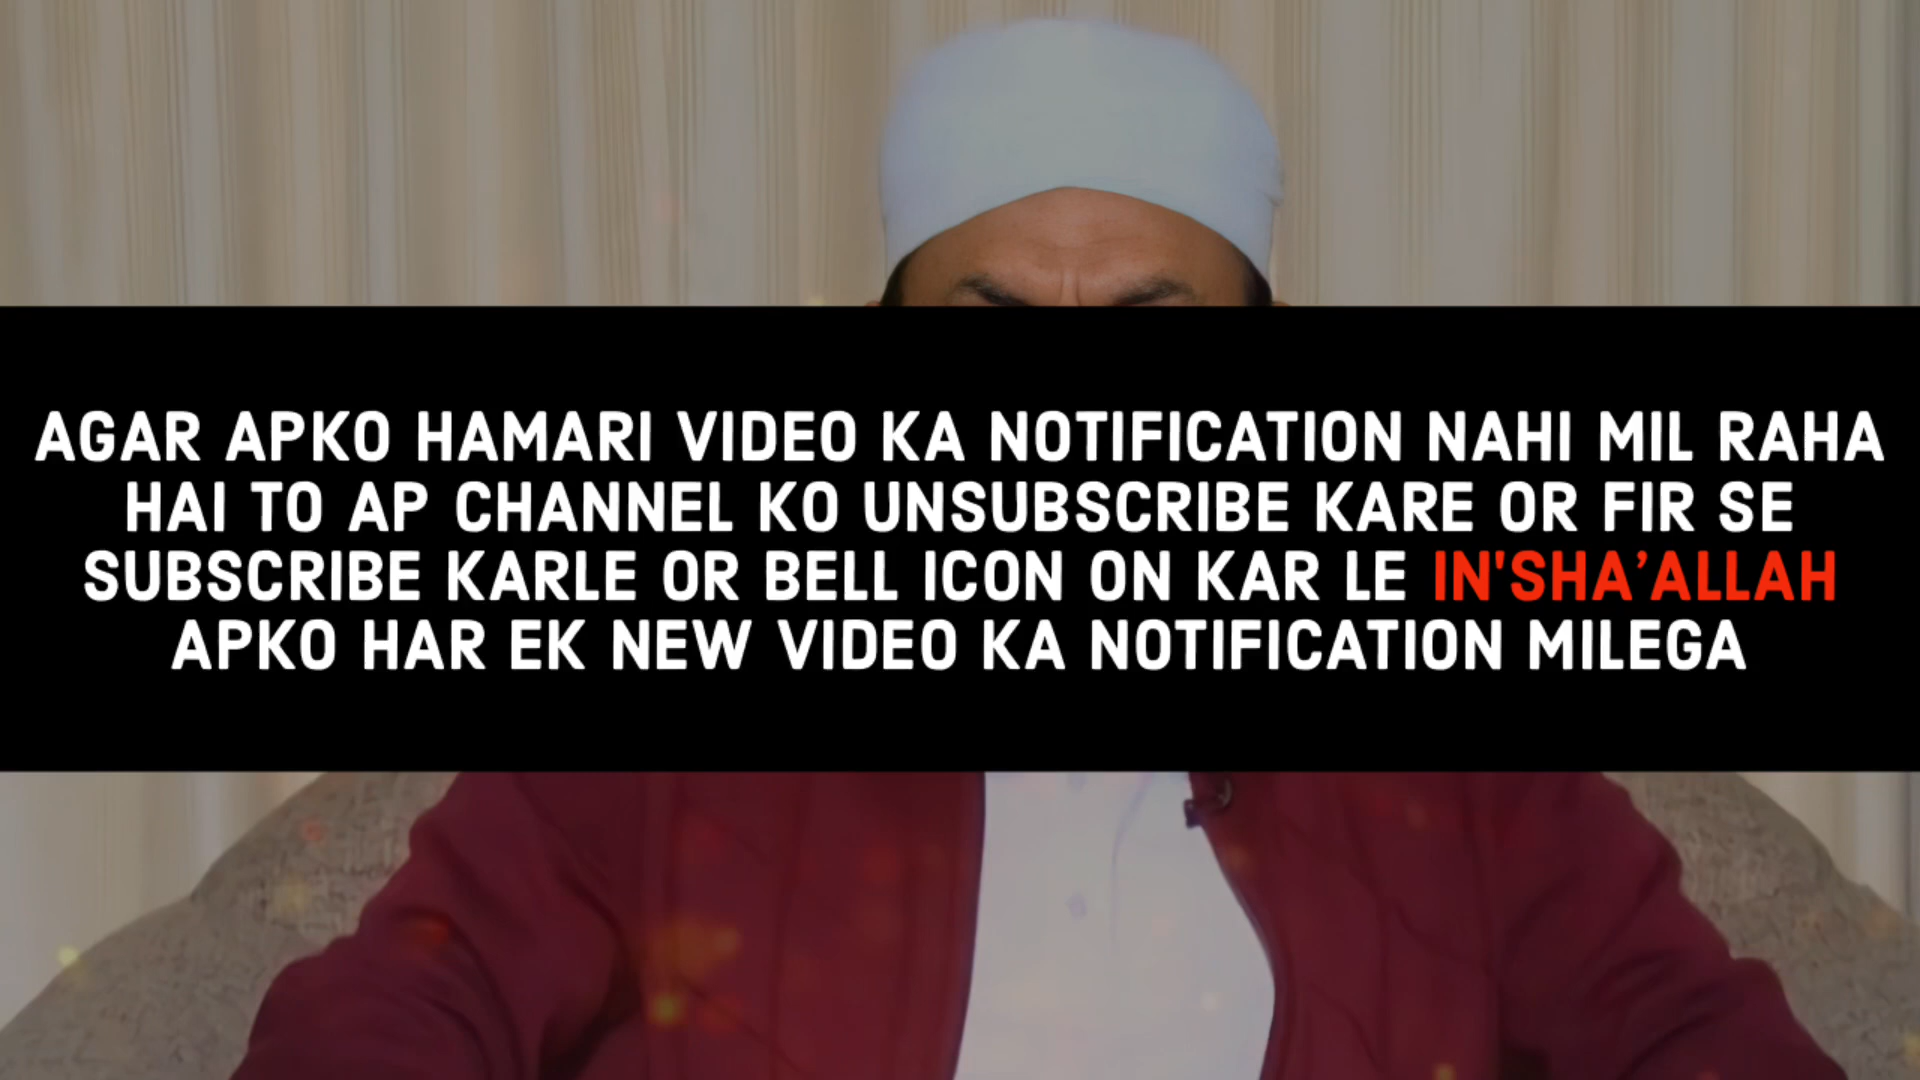 AGAR APKO HAMARI VIDEO KA NOTIFICATION NAHI MIL RAHA
HAI TO AP CHANNEL KO UNSUBSCRIBE KARE OR FIR SE
SUBSCRIBE KARLE OR BELL ICON ON KAR LE IN'SHA’ALLAH
APKO HAR EK NEW VIDEO KA NOTIFICATION MILEGA